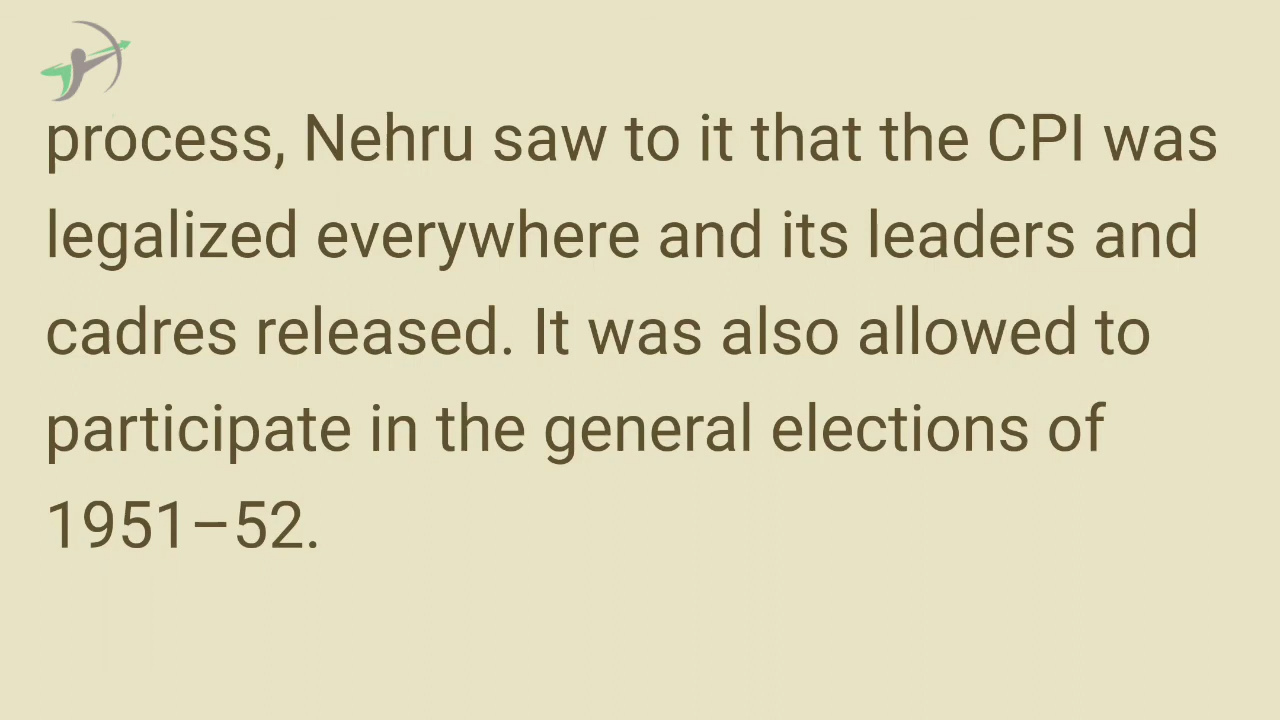 process, Nehru saw to it that the CPI was
legalized everywhere and its leaders and
cadres released. It was also allowed to
participate in the general elections of
1951–52.